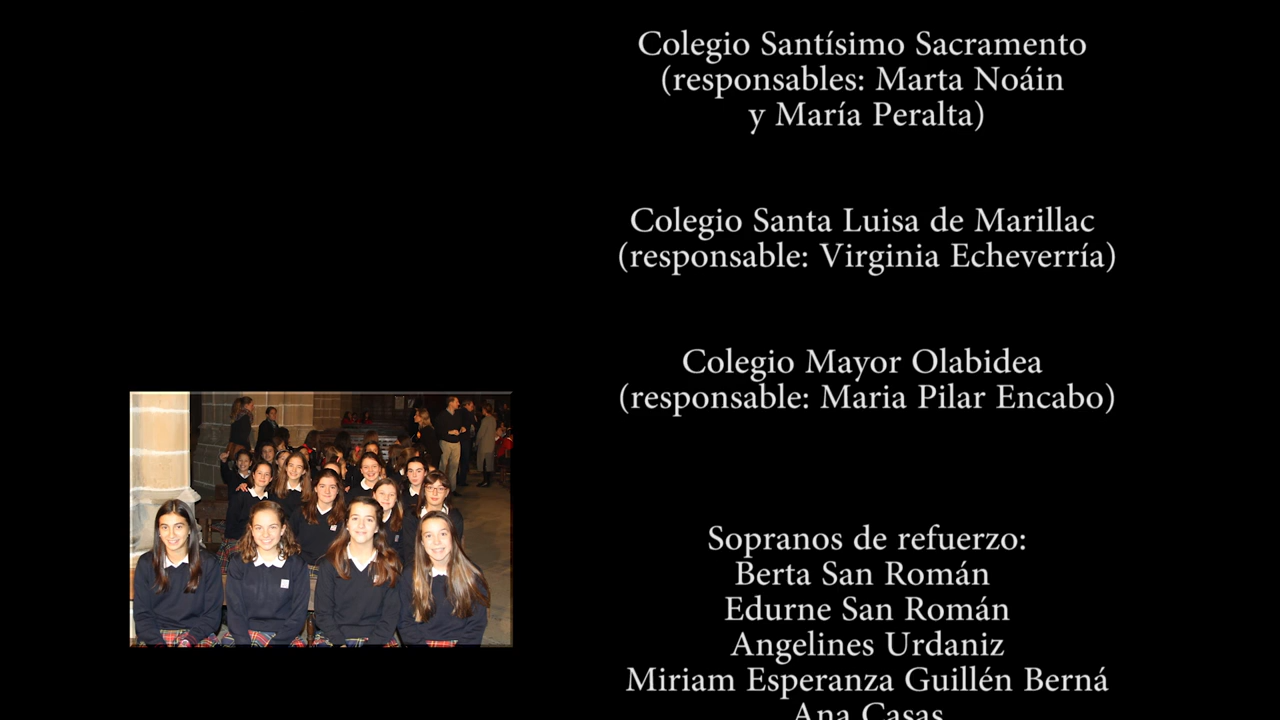 Colegio Santísimo Sacramento
(responsables: Marta Noáin
y María Peralta)
Colegio Santa Luisa de Marillac
(responsable: Virginia Echeverría)
Colegio Mayor Olabidea
(responsable: Maria Pilar Encabo)
Sopranos de refuerzo:
Berta San Román
Edurne San Román
Angelines Urdaniz
Miriam Esperanza Guillén Berná
Ana Casas